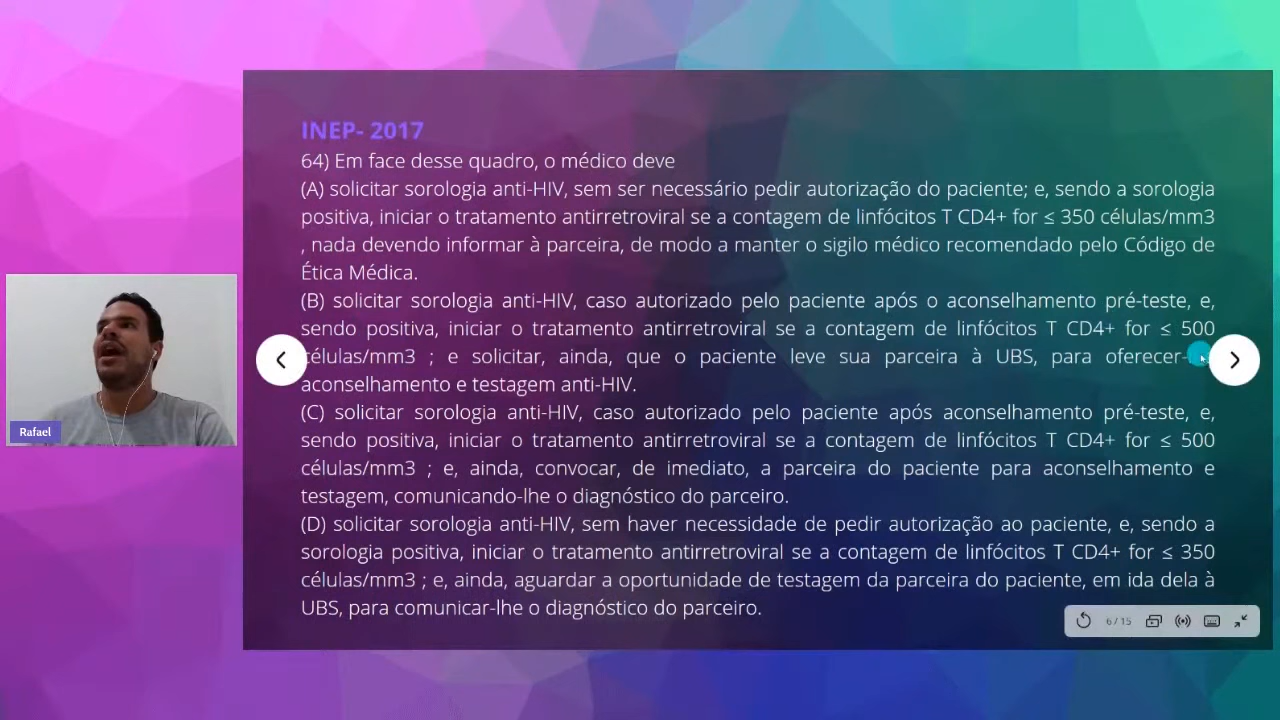 INEP- 2017
64) Em face desse quadro, o médico deve
(A) solicitar sorologia anti-HIV, sem ser necessário pedir autorização do paciente; e, sendo a sorologia
positiva, iniciar o tratamento antirretroviral se a contagem de linfócitos T CD4+ for ≤ 350 células/mm3
, nada devendo informar à parceira, de modo a manter o sigilo médico recomendado pelo Código de
Ética Médica.
(B) solicitar sorologia anti-HIV, caso autorizado pelo paciente após o aconselhamento pré-teste, e,
sendo positiva, iniciar o tratamento antirretroviral se a contagem de linfócitos T CD4+ for ≤ 500
células/mm3 ; e solicitar, ainda, que o paciente leve sua parceira à UBS, para oferecer-
aconselhamento e testagem anti-HIV.
(C) solicitar sorologia anti-HIV, caso autorizado pelo paciente após aconselhamento pré-teste, e,
sendo positiva, iniciar o tratamento antirretroviral se a contagem de linfócitos T CD4+ for ≤ 500
células/mm3 ; e, ainda, convocar, de imediato, a parceira do paciente para aconselhamento e
testagem, comunicando-lhe o diagnóstico do parceiro.
(D) solicitar sorologia anti-HIV, sem haver necessidade de pedir autorização ao paciente, e, sendo a
sorologia positiva, iniciar o tratamento antirretroviral se a contagem de linfócitos T CD4+ for ≤ 350
células/mm3 ; e, ainda, aguardar a oportunidade de testagem da parceira do paciente, em ida dela à
UBS, para comunicar-lhe o diagnóstico do parceiro.
Rafael
6 / 15